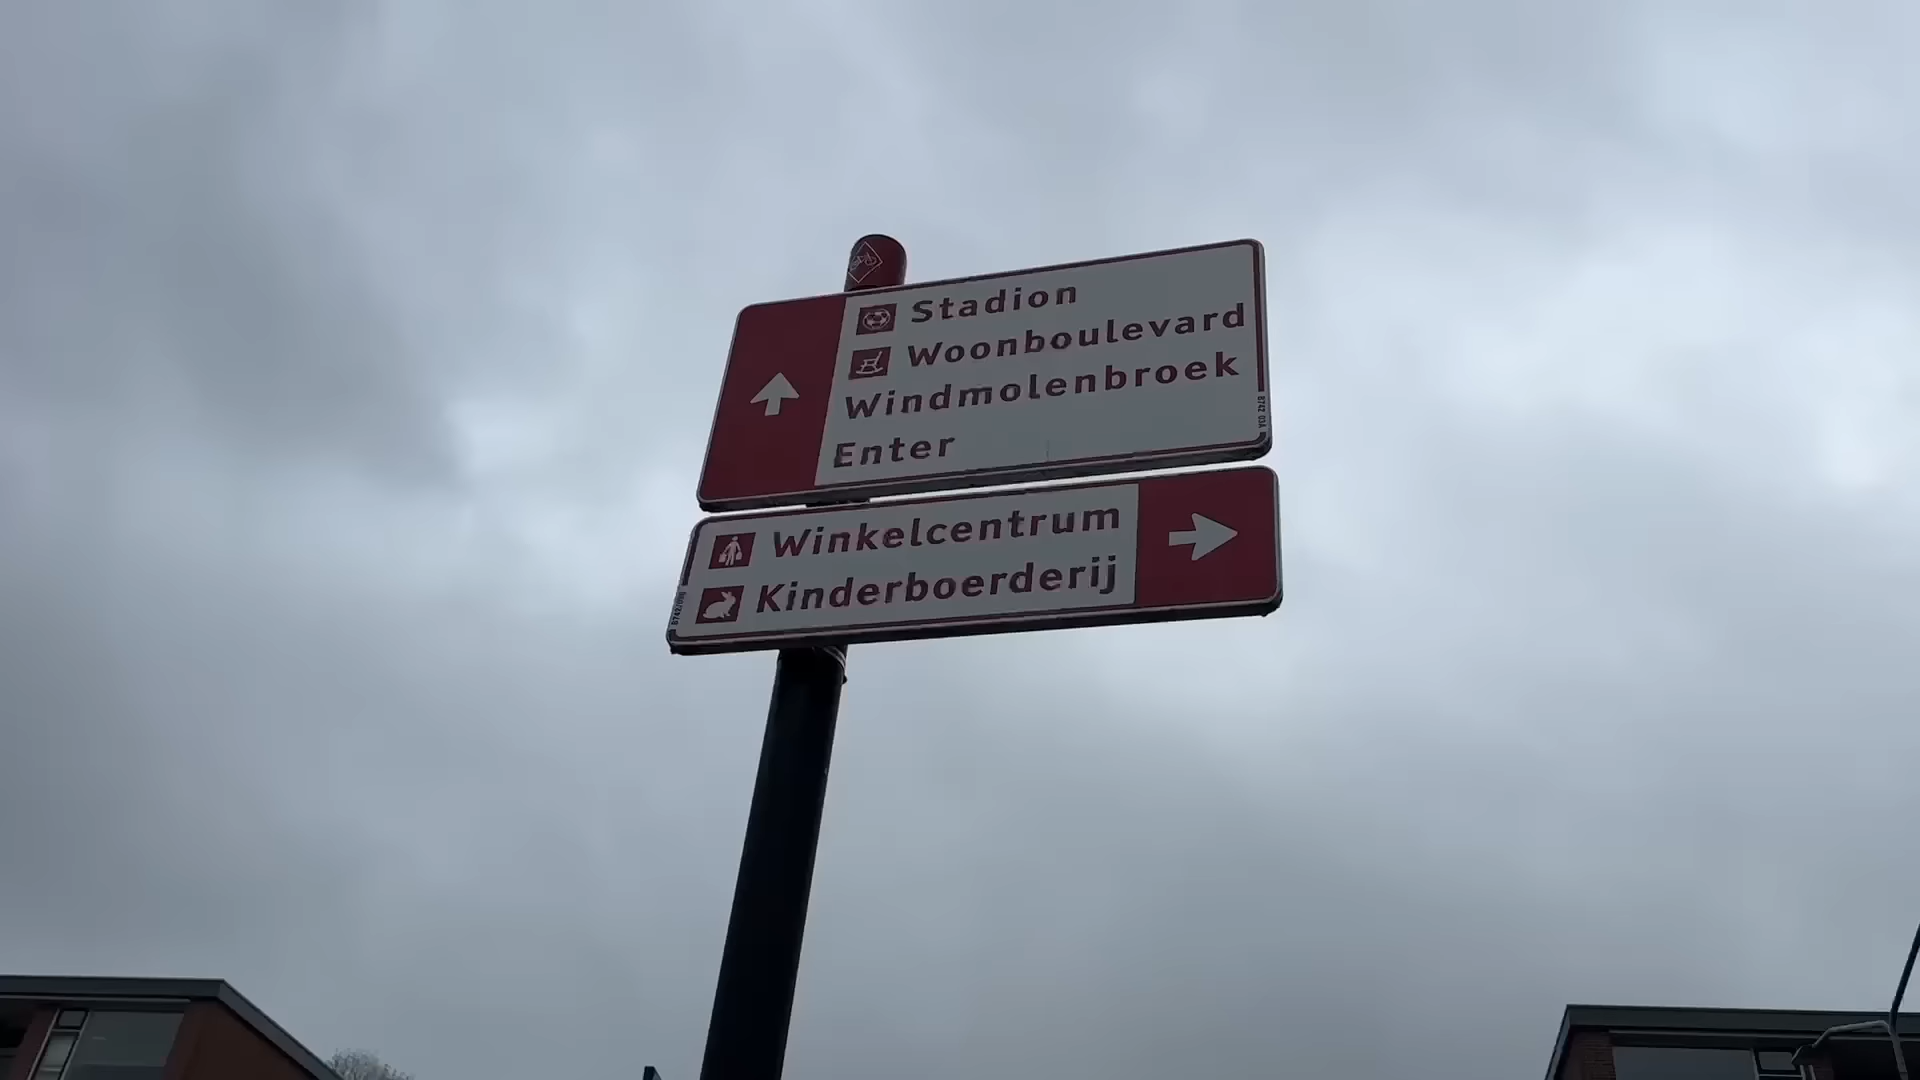 Stadion
Woonboulevard
Windmolenbroek
Enter
Winkelcentrum
Kinderboerderij